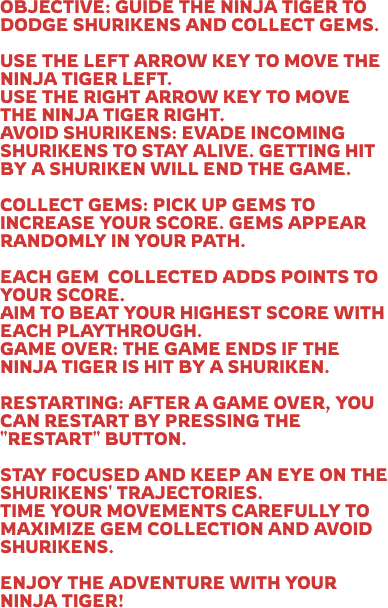 OBJECTIVE: GUIDE THE NINJA TIGER TO
DODGE SHURIKENS AND COLLECT GEMS.
USE THE LEFT ARROW KEY TO MOVE THE
NINJA TIGER LEFT.
USE THE RIGHT ARROW KEY TO MOVE
THE NINJA TIGER RIGHT.
AVOID SHURIKENS: EVADE INCOMING
SHURIKENS TO STAY ALIVE. GETTING HIT
BY A SHURIKEN WILL END THE GAME.
COLLECT GEMS: PICK UP GEMS TO
INCREASE YOUR SCORE. GEMS APPEAR
RANDOMLY IN YOUR PATH.
EACH GEM COLLECTED ADDS POINTS TO
YOUR SCORE.
AIM TO BEAT YOUR HIGHEST SCORE WITH
EACH PLAYTHROUGH.
GAME OVER: THE GAME ENDS IF THE
NINJA TIGER IS HIT BY A SHURIKEN.
RESTARTING: AFTER A GAME OVER, YOU
CAN RESTART BY PRESSING THE
"RESTART" BUTTON.
STAY FOCUSED AND KEEP AN EYE ON THE
SHURIKENS' TRAJECTORIES.
TIME YOUR MOVEMENTS CAREFULLY TO
MAXIMIZE GEM COLLECTION AND AVOID
SHURIKENS.
ENJOY THE ADVENTURE WITH YOUR
NINJA TIGER!